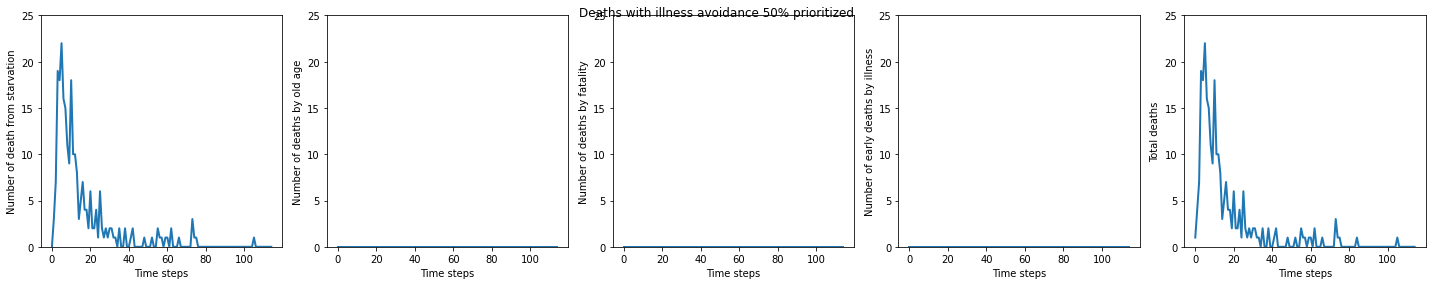 Deaths with illness avoidance 50% prioritized
Number of death from starvation
25
20
15
10
5
0
0 20 40 60 80 100
Time steps
Number of deaths by old age
25
20
15
10
5
0
0 20 40 60 80 100
Time steps
Number of deaths by fatality
25
20
15
10
5
0
0 20 40 60 80 100
Time steps
Number of early deaths by illness
25
20
15
10
5
0
0 20 40 60 80 100
Time steps
Total deaths
25
20
15
10
5
0
0 20 40 60 80 100
Time steps